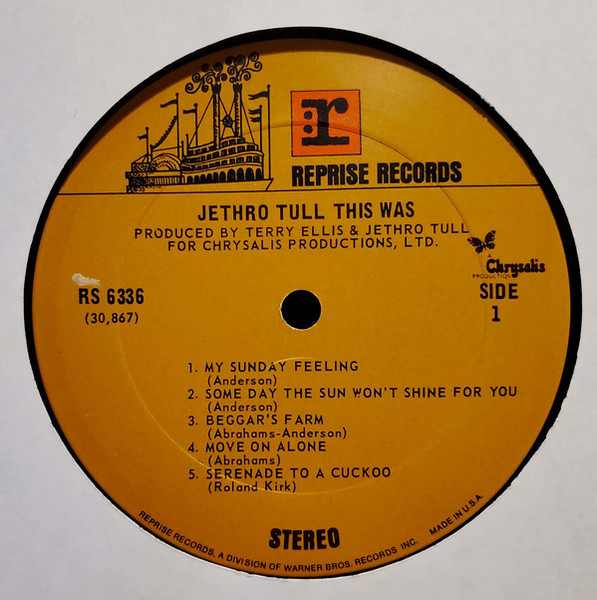 r
REPRISE RECORDS
JETHRO TULL THIS WAS
PRODUCED BY TERRY ELLIS & JETHRO TULL
FOR CHRYSALIS PRODUCTIONS, LTD.
A
Chrysalis
PRODUCTION
RS 6336
(30,867)
SIDE
1
1. MY SUNDAY FEELING
(Anderson)
2. SOME DAY THE SUN WON'T SHINE FOR YOU
(Anderson)
3. BEGGAR'S FARM
(Abrahams-Anderson)
4. MOVE ON ALONE
(Abrahams)
5. SERENADE TO A CUCKOO
(Roland Kirk)
STEREO
REPRISE RECORDS, A DIVISION OF WARNER BROS. RECORDS INC. MADE IN U.S.A.